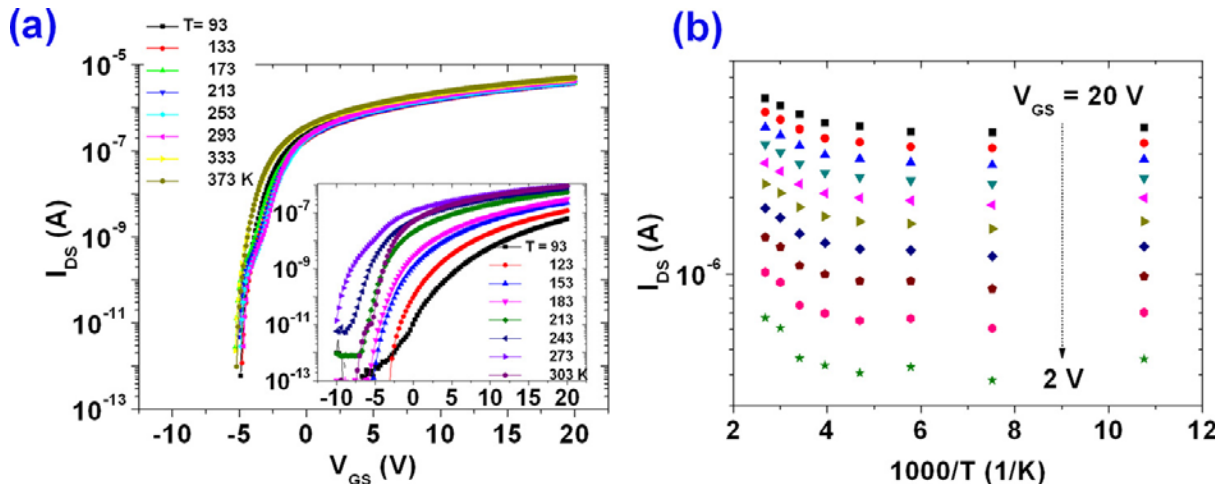 (a)
T= 93
133
173
213
253
293
333
373 K
10^-5
10^-7
10^-9
10^-11
10^-13
I_DS (A)
-10 -5 0 5 10 15 20
V_GS (V)
10^-7
10^-9
10^-11
10^-13
T = 93
123
153
183
213
243
273
303 K
-10 -5 0 5 10 15 20
(b)
V_GS = 20 V
2 V
10^-6
I_DS (A)
2 4 6 8 10 12
1000/T (1/K)